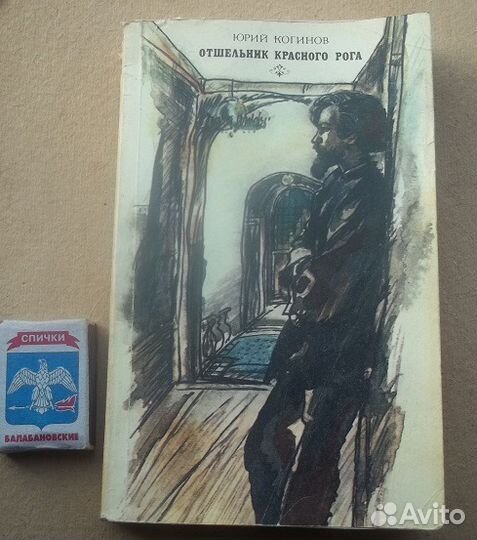 ЮРИЙ КОГИНОВ
ОТШЕЛЬНИК КРАСНОГО РОГА
СПИЧКИ
БАЛАБАНОВСКИЕ
Avito